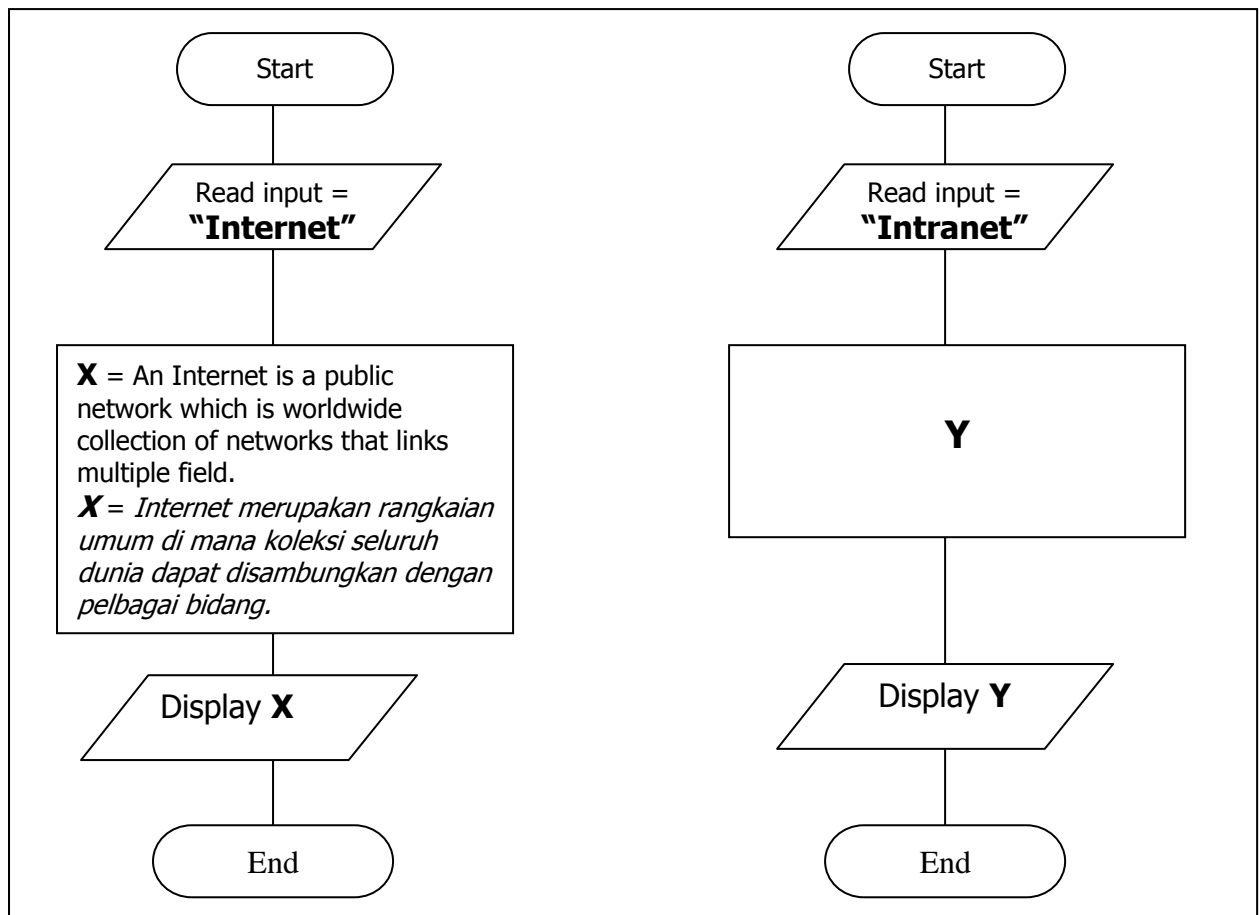 Start
Read input =
“Internet”
X = An Internet is a public
network which is worldwide
collection of networks that links
multiple field.
X = Internet merupakan rangkaian
umum di mana koleksi seluruh
dunia dapat disambungkan dengan
pelbagai bidang.
Display X
End
Start
Read input =
“Intranet”
Y
Display Y
End